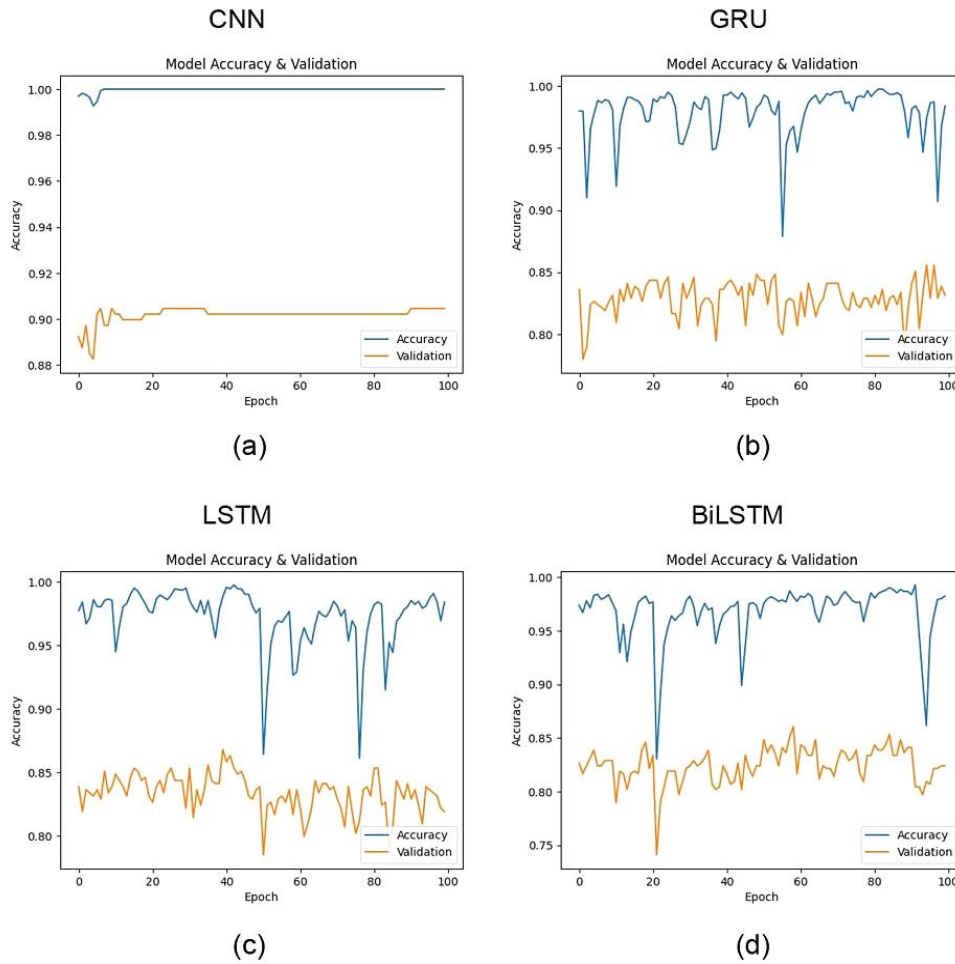 CNN
Model Accuracy & Validation
1.00
0.98
0.96
0.94
0.92
0.90
0.88
Accuracy
0
20
40
60
80
100
Epoch
Accuracy
Validation
(a)
GRU
Model Accuracy & Validation
1.00
0.95
0.90
0.85
0.80
Accuracy
0
20
40
60
80
100
Epoch
Accuracy
Validation
(b)
LSTM
Model Accuracy & Validation
1.00
0.95
0.90
0.85
0.80
Accuracy
0
20
40
60
80
100
Epoch
Accuracy
Validation
(c)
BiLSTM
Model Accuracy & Validation
1.00
0.95
0.90
0.85
0.80
0.75
Accuracy
0
20
40
60
80
100
Epoch
Accuracy
Validation
(d)